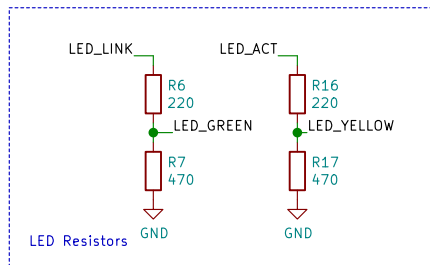 LED_LINK
LED_ACT
R6
220
R16
220
LED_GREEN
LED_YELLOW
R7
470
R17
470
GND
GND
LED Resistors